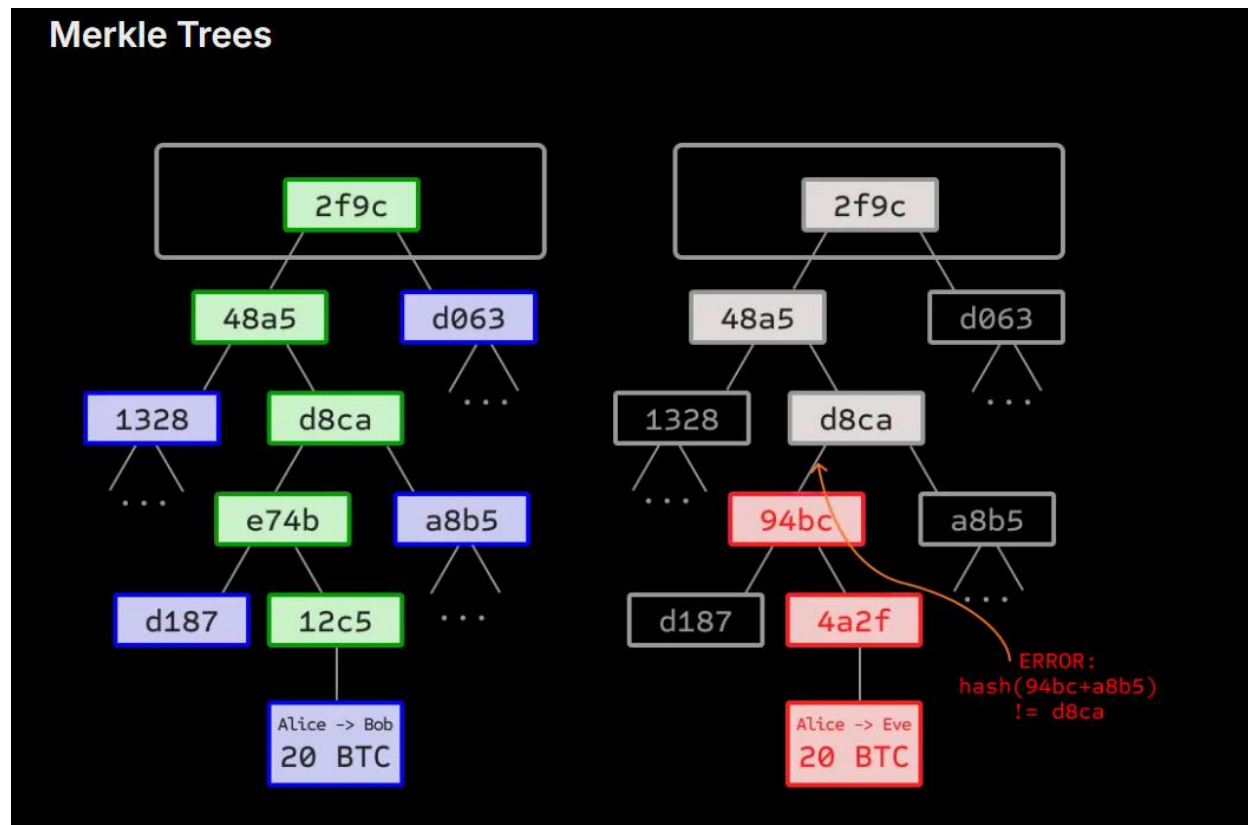 Merkle Trees
2f9c 2f9c
48a5 d063 48a5 d063
... ...
1328 d8ca 1328 d8ca
... ...
e74b a8b5 94bc a8b5
... ...
d187 12c5 d187 4a2f
ERROR:
hash(94bc+a8b5)
!= d8ca
Alice -> Bob Alice -> Eve
20 BTC 20 BTC